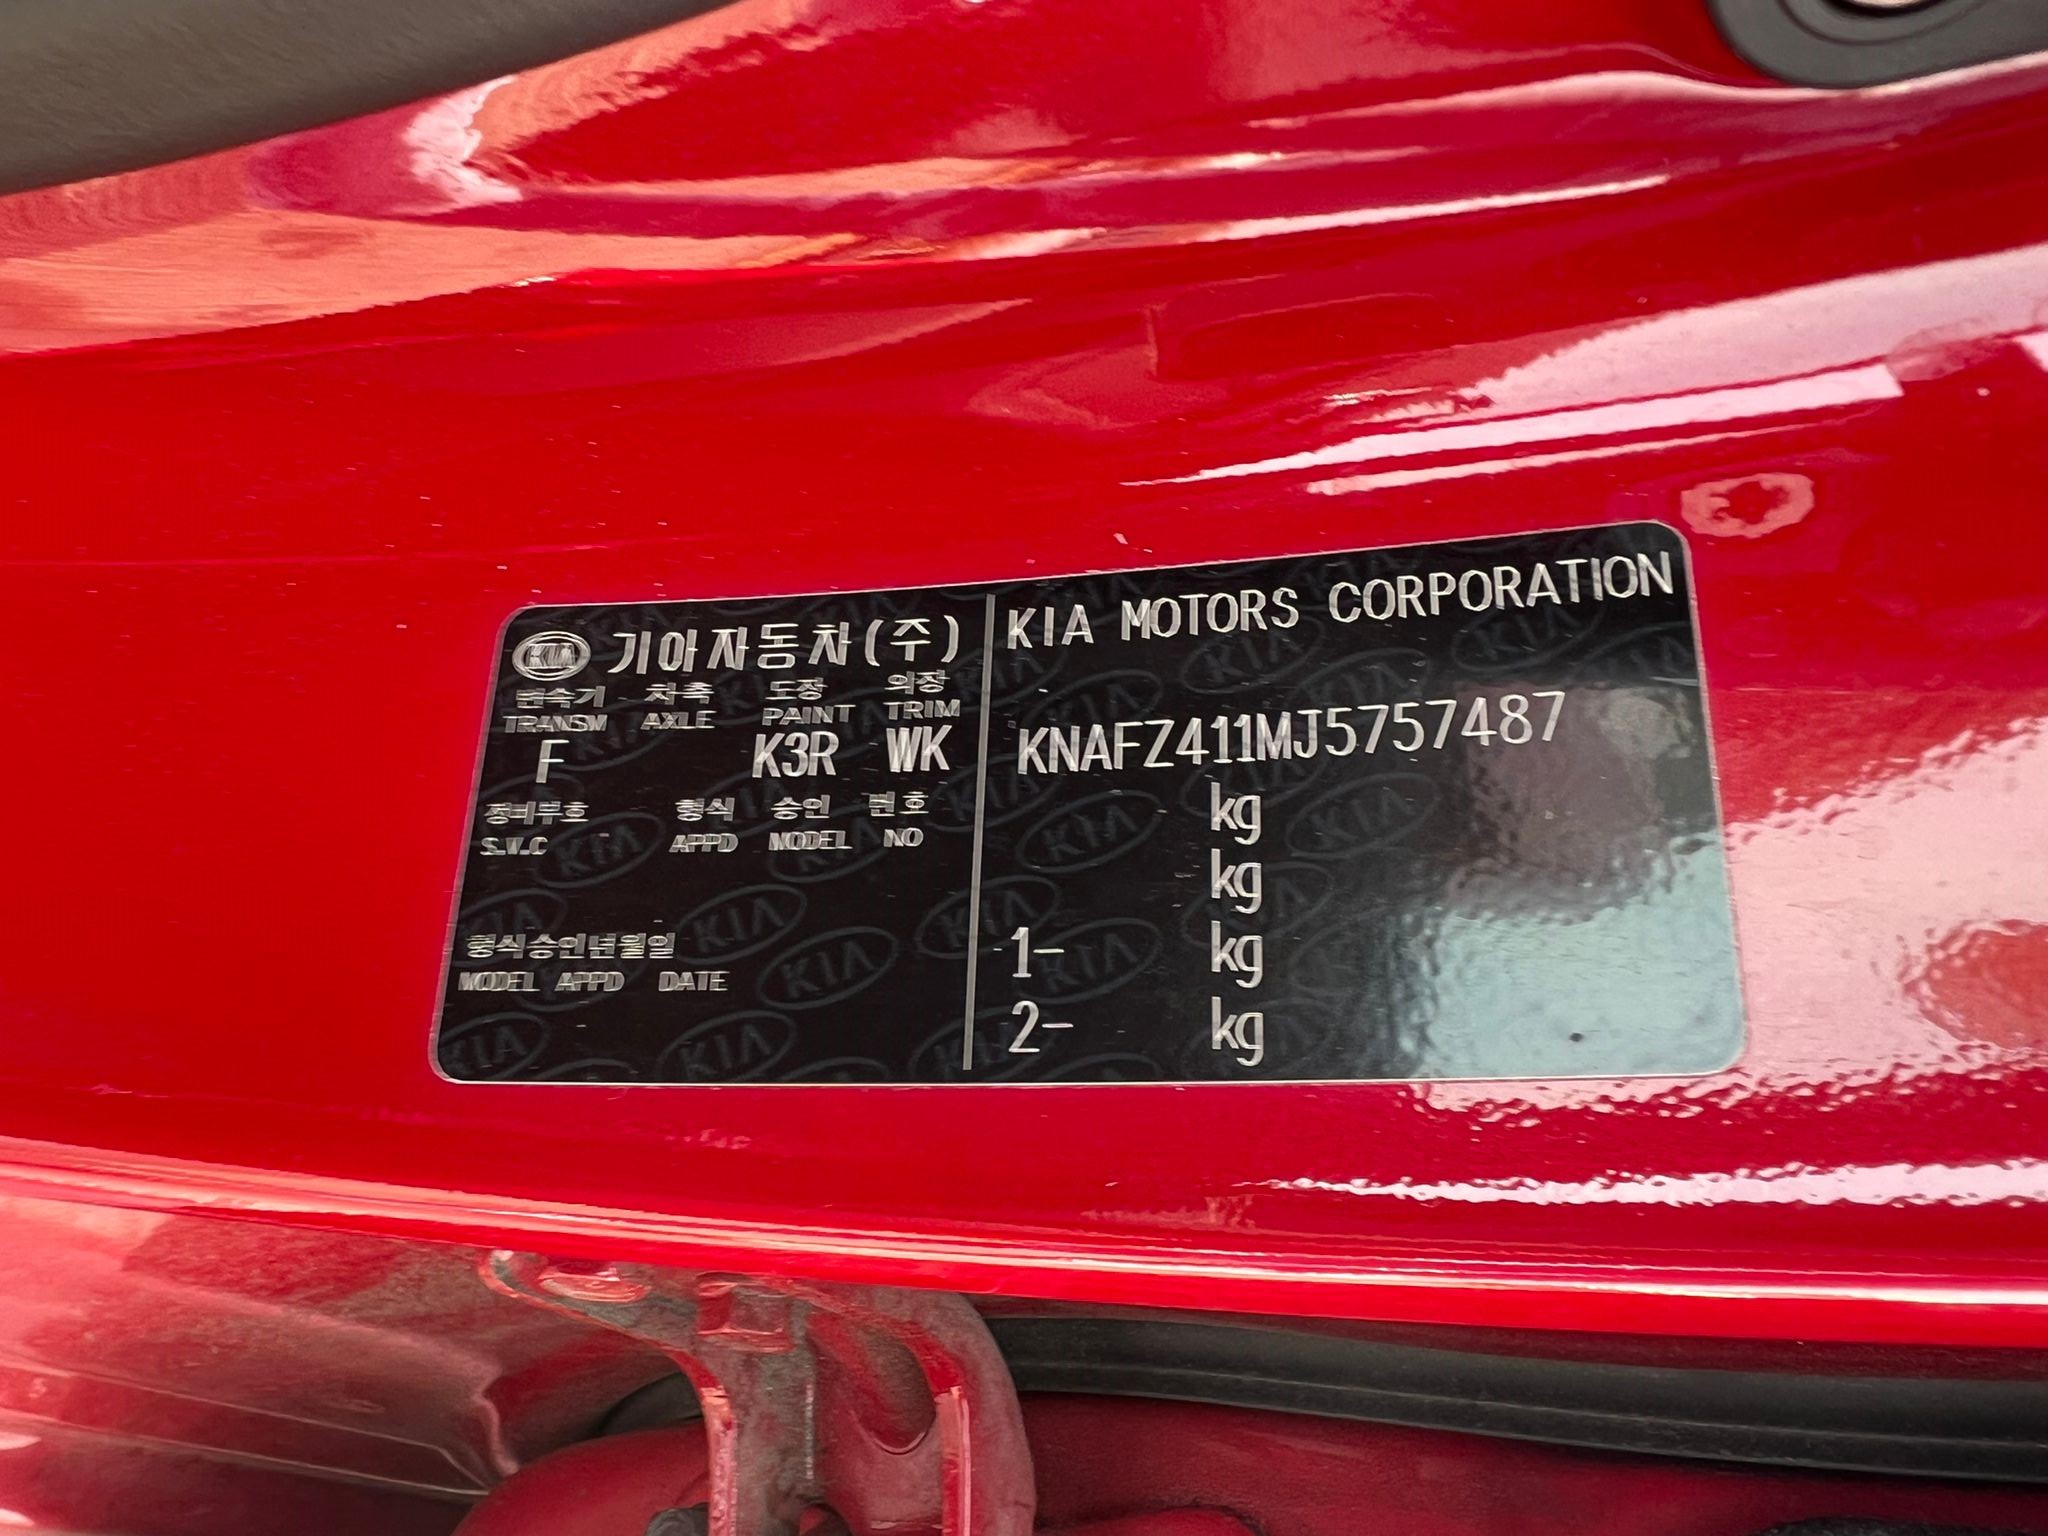 KIA 기아자동차(주)
변속기 차축 도장 의장
TRANSM AXLE PAINT TRIM
F K3R WK
정비부호 형식 승인 번호
S.V.C APPD MODEL NO
형식승인년월일
MODEL APPD DATE
KIA MOTORS CORPORATION
KNAFZ411MJ5757487
kg
kg
1- kg
2- kg